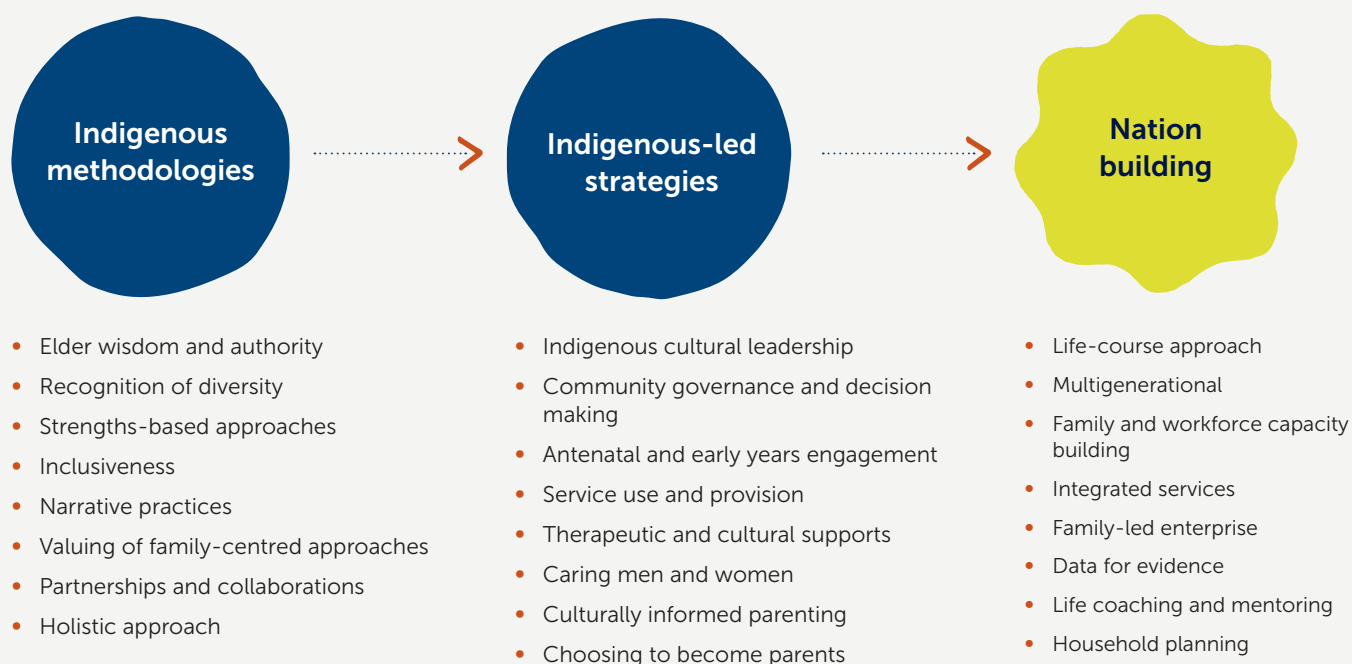 Indigenous
methodologies
• Elder wisdom and authority
• Recognition of diversity
• Strengths-based approaches
• Inclusiveness
• Narrative practices
• Valuing of family-centred approaches
• Partnerships and collaborations
• Holistic approach
Indigenous-led
strategies
• Indigenous cultural leadership
• Community governance and decision
making
• Antenatal and early years engagement
• Service use and provision
• Therapeutic and cultural supports
• Caring men and women
• Culturally informed parenting
• Choosing to become parents
Nation
building
• Life-course approach
• Multigenerational
• Family and workforce capacity
building
• Integrated services
• Family-led enterprise
• Data for evidence
• Life coaching and mentoring
• Household planning